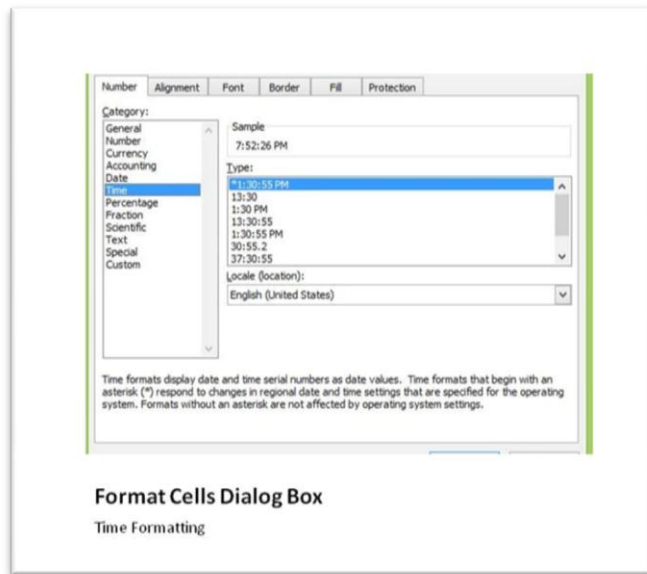 Number Alignment Font Border Fill Protection
Category:
General
Number
Currency
Accounting
Date
Time
Percentage
Fraction
Scientific
Text
Special
Custom
Sample
7:52:26 PM
Type:
*1:30:55 PM
13:30
1:30 PM
13:30:55
1:30:55 PM
30:55.2
37:30:55
Locale (location):
English (United States)
Time formats display date and time serial numbers as date values. Time formats that begin with an
asterisk (*) respond to changes in regional date and time settings that are specified for the operating
system. Formats without an asterisk are not affected by operating system settings.
Format Cells Dialog Box
Time Formatting